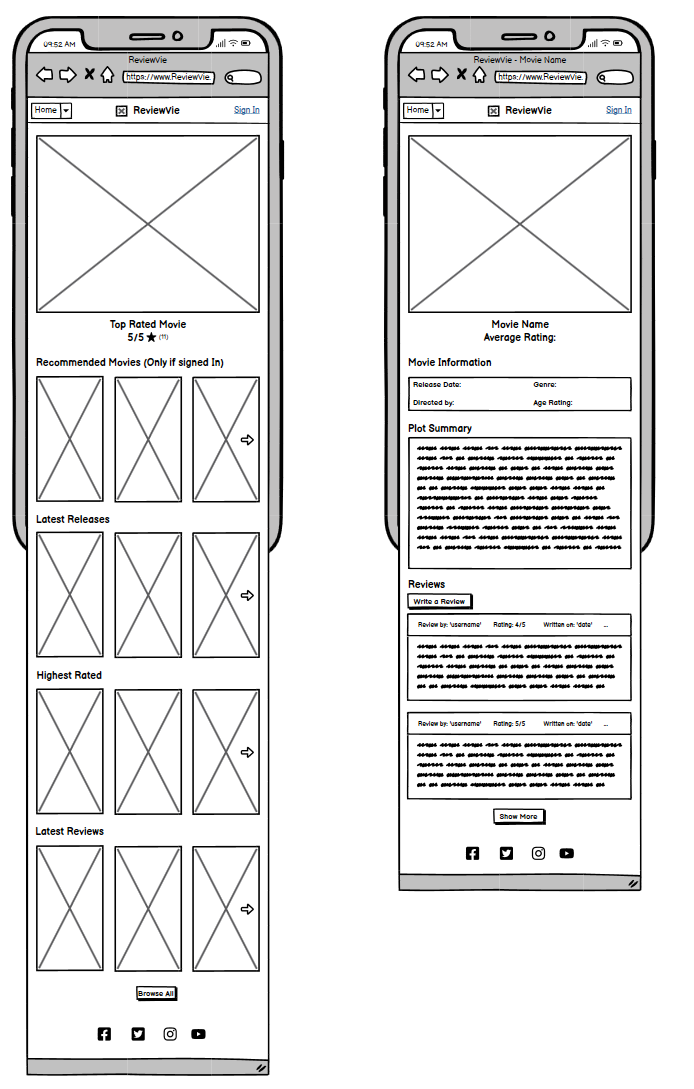 09:52 AM
ReviewVie
https://www.ReviewVie.
Home
ReviewVie
Sign In
Top Rated Movie
5/5 ★ (11)
Recommended Movies (Only if signed In)
Latest Releases
Highest Rated
Latest Reviews
Browse All
09:52 AM
ReviewVie - Movie Name
https://www.ReviewVie.
Home
ReviewVie
Sign In
Movie Name
Average Rating:
Movie Information
Release Date: Genre:
Directed by: Age Rating:
Plot Summary
Reviews
Write a Review
Review by: 'username' Rating: 4/5 Written on: 'date' ...
Review by: 'username' Rating: 5/5 Written on: 'date' ...
Show More